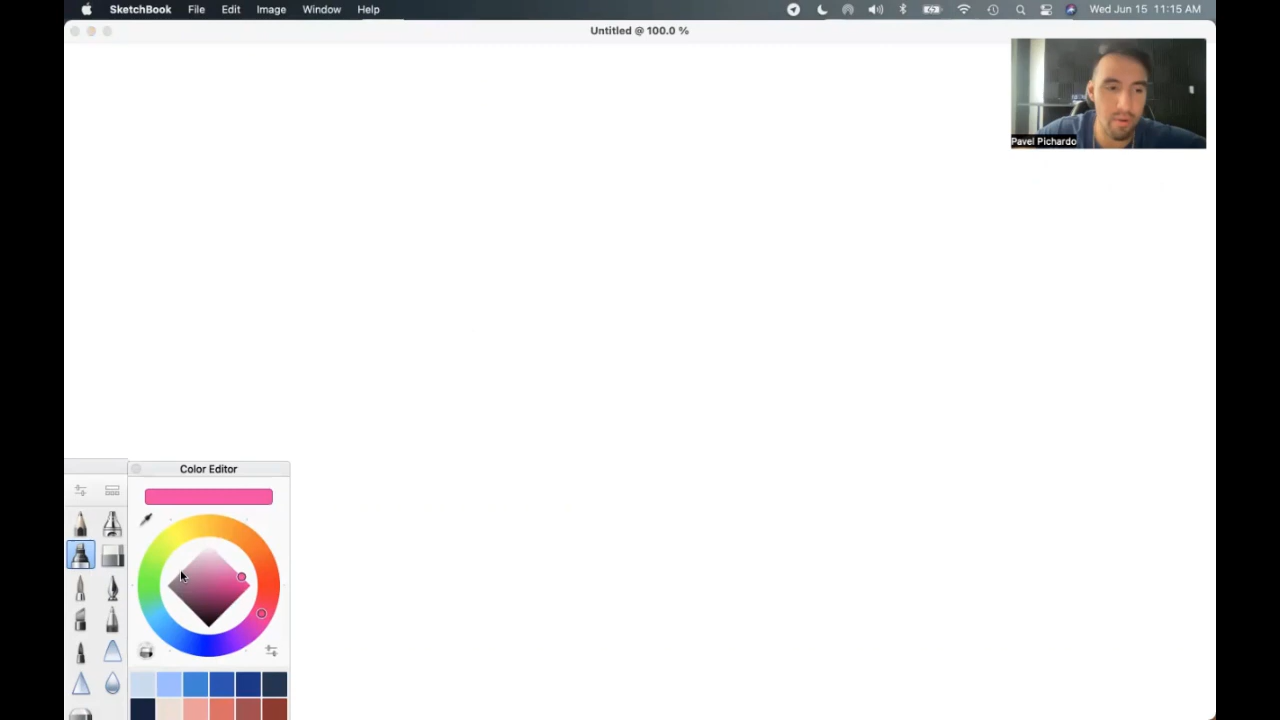 SketchBook File Edit Image Window Help Wed Jun 15 11:15 AM
Untitled @ 100.0 %
Pavel Pichardo
Color Editor